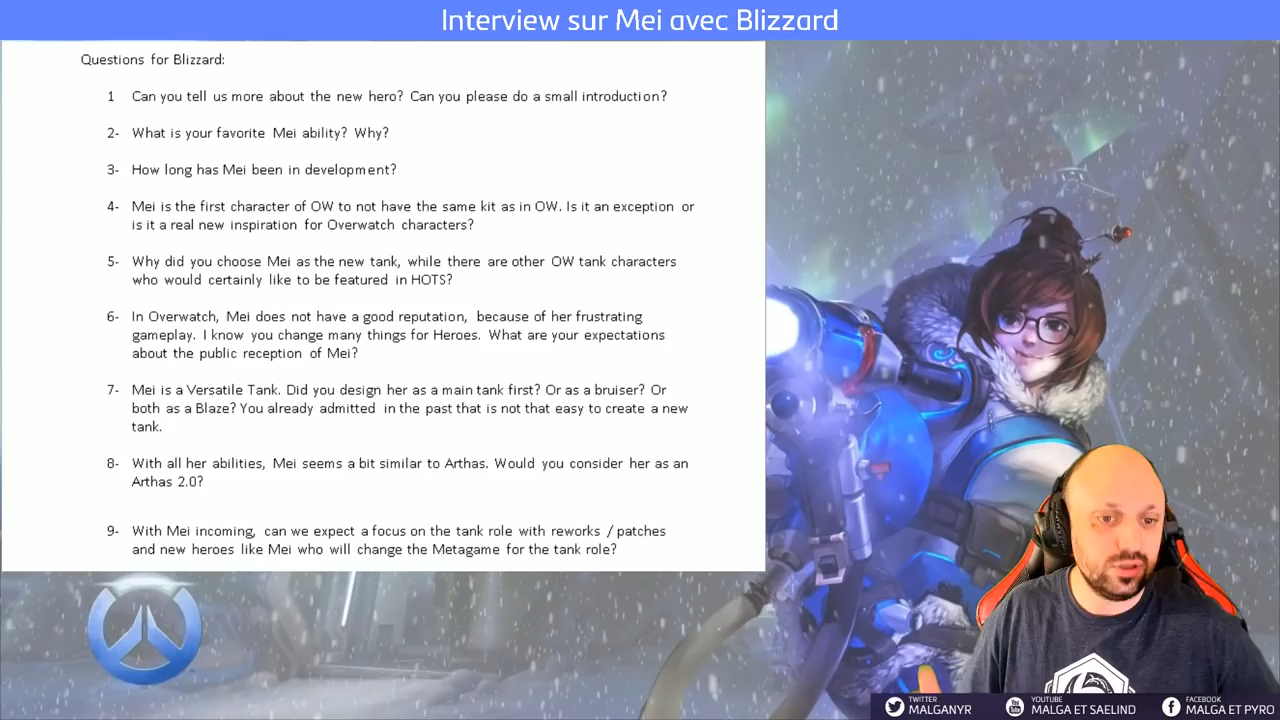 Interview sur Mei avec Blizzard
Questions for Blizzard:
1 Can you tell us more about the new hero? Can you please do a small introduction?
2- What is your favorite Mei ability? Why?
3- How long has Mei been in development?
4- Mei is the first character of OW to not have the same kit as in OW. Is it an exception or
is it a real new inspiration for Overwatch characters?
5- Why did you choose Mei as the new tank, while there are other OW tank characters
who would certainly like to be featured in HOTS?
6- In Overwatch, Mei does not have a good reputation, because of her frustrating
gameplay. I know you change many things for Heroes. What are your expectations
about the public reception of Mei?
7- Mei is a Versatile Tank. Did you design her as a main tank first? Or as a bruiser? Or
both as a Blaze? You already admitted in the past that is not that easy to create a new
tank.
8- With all her abilities, Mei seems a bit similar to Arthas. Would you consider her as an
Arthas 2.0?
9- With Mei incoming, can we expect a focus on the tank role with reworks / patches
and new heroes like Mei who will change the Metagame for the tank role?
TWITTER
MALGANYR
YOUTUBE
MALGA ET SAELIND
FACEBOOK
MALGA ET PYRO